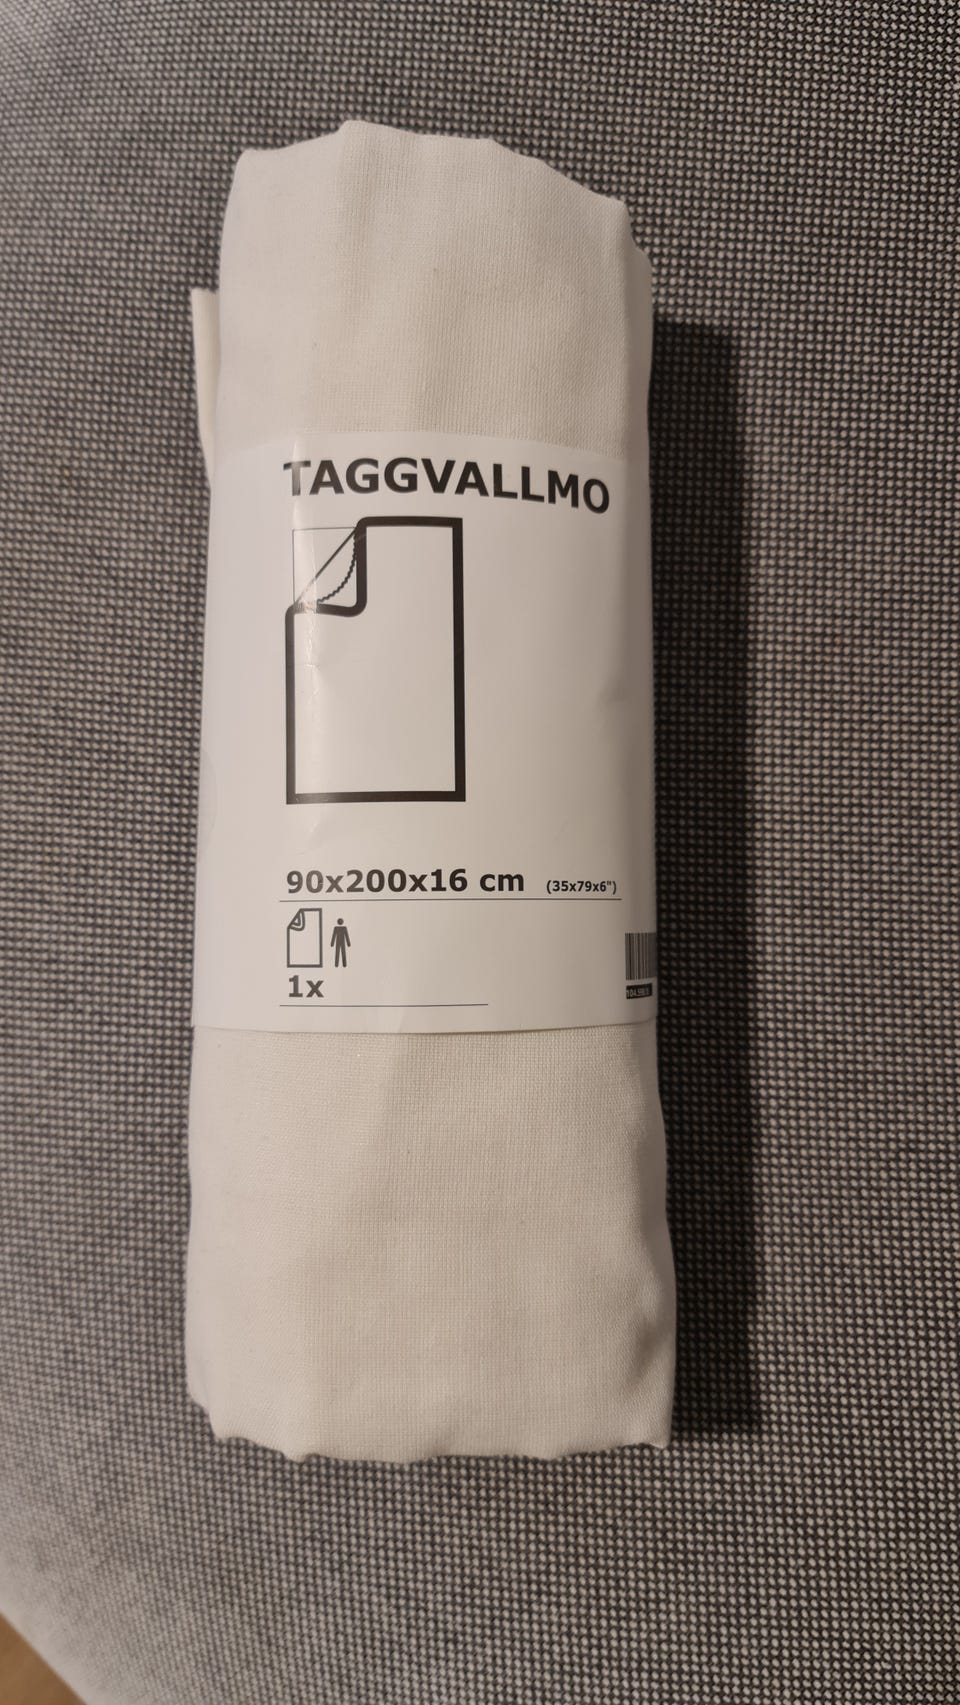 TAGGVALLMO
90x200x16 cm (35x79x6")
1x